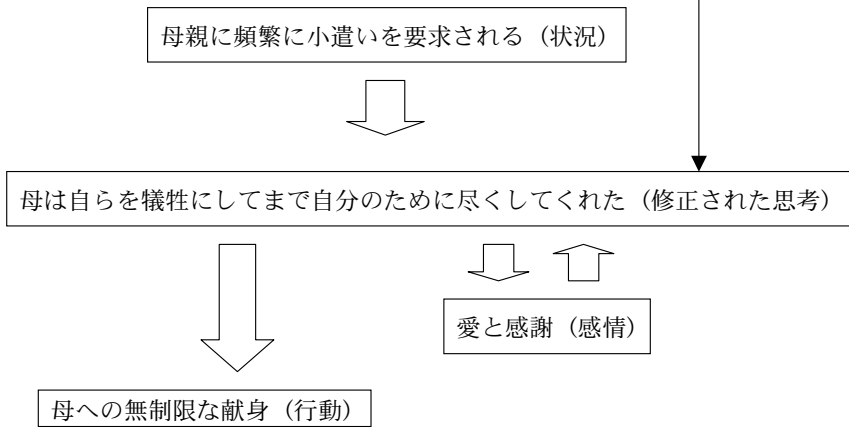 母親に頻繁に小遣いを要求される（状況）
母は自らを犠牲にしてまで自分のために尽くしてくれた（修正された思考）
愛と感謝（感情）
母への無制限な献身（行動）